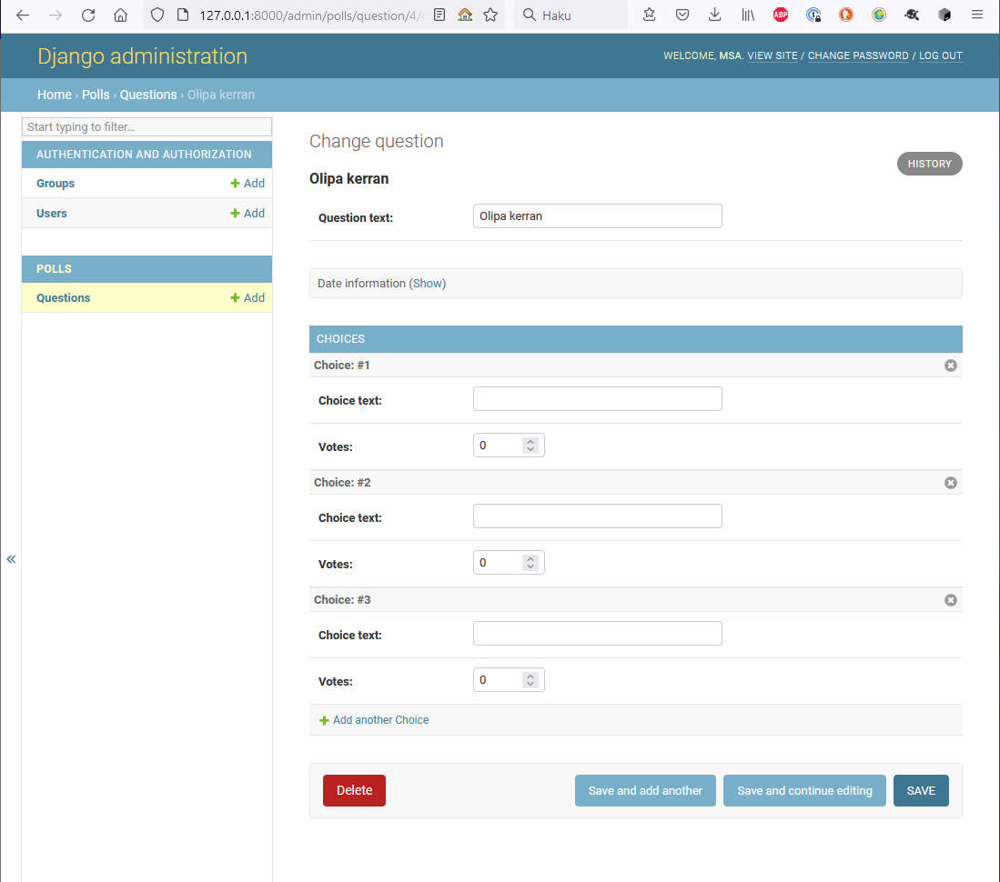 127.0.0.1:8000/admin/polls/question/4/
Haku
ABP
Django administration
WELCOME, MSA. VIEW SITE / CHANGE PASSWORD / LOG OUT
Home › Polls › Questions › Olipa kerran
Start typing to filter...
AUTHENTICATION AND AUTHORIZATION
Groups + Add
Users + Add
POLLS
Questions + Add
«
Change question
HISTORY
Olipa kerran
Question text: Olipa kerran
Date information (Show)
CHOICES
Choice: #1
Choice text:
Votes: 0
Choice: #2
Choice text:
Votes: 0
Choice: #3
Choice text:
Votes: 0
+ Add another Choice
Delete Save and add another Save and continue editing SAVE